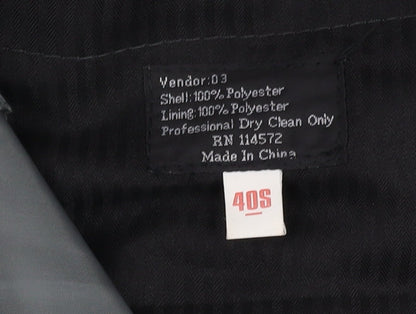 Vendor:03
Shell:100% Polyester
Lining:100% Polyester
Professional Dry Clean Only
RN 114572
Made In China
40S